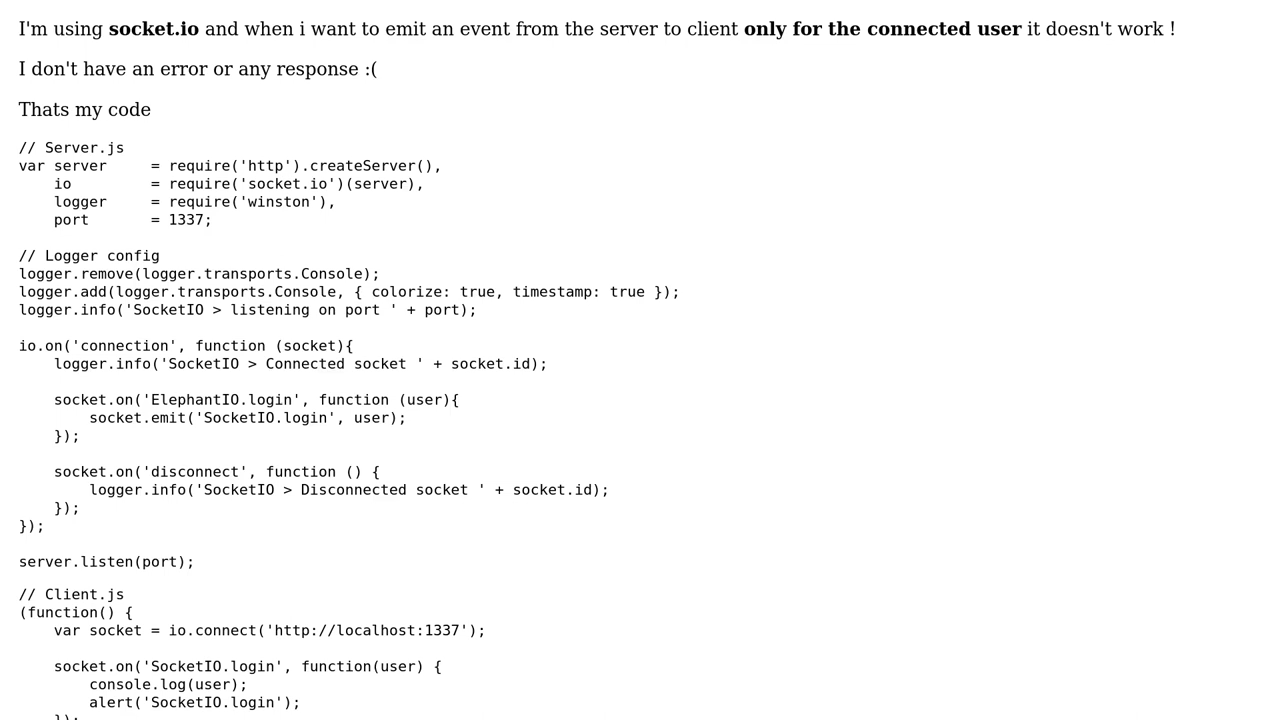 I'm using socket.io and when i want to emit an event from the server to client only for the connected user it doesn't work !
I don't have an error or any response :(
Thats my code
// Server.js
var server     = require('http').createServer(),
    io         = require('socket.io')(server),
    logger     = require('winston'),
    port       = 1337;
// Logger config
logger.remove(logger.transports.Console);
logger.add(logger.transports.Console, { colorize: true, timestamp: true });
logger.info('SocketIO > listening on port ' + port);
io.on('connection', function (socket){
    logger.info('SocketIO > Connected socket ' + socket.id);
    socket.on('ElephantIO.login', function (user){
        socket.emit('SocketIO.login', user);
    });
    socket.on('disconnect', function () {
        logger.info('SocketIO > Disconnected socket ' + socket.id);
    });
});
server.listen(port);
// Client.js
(function() {
    var socket = io.connect('http://localhost:1337');
    socket.on('SocketIO.login', function(user) {
        console.log(user);
        alert('SocketIO.login');
    });